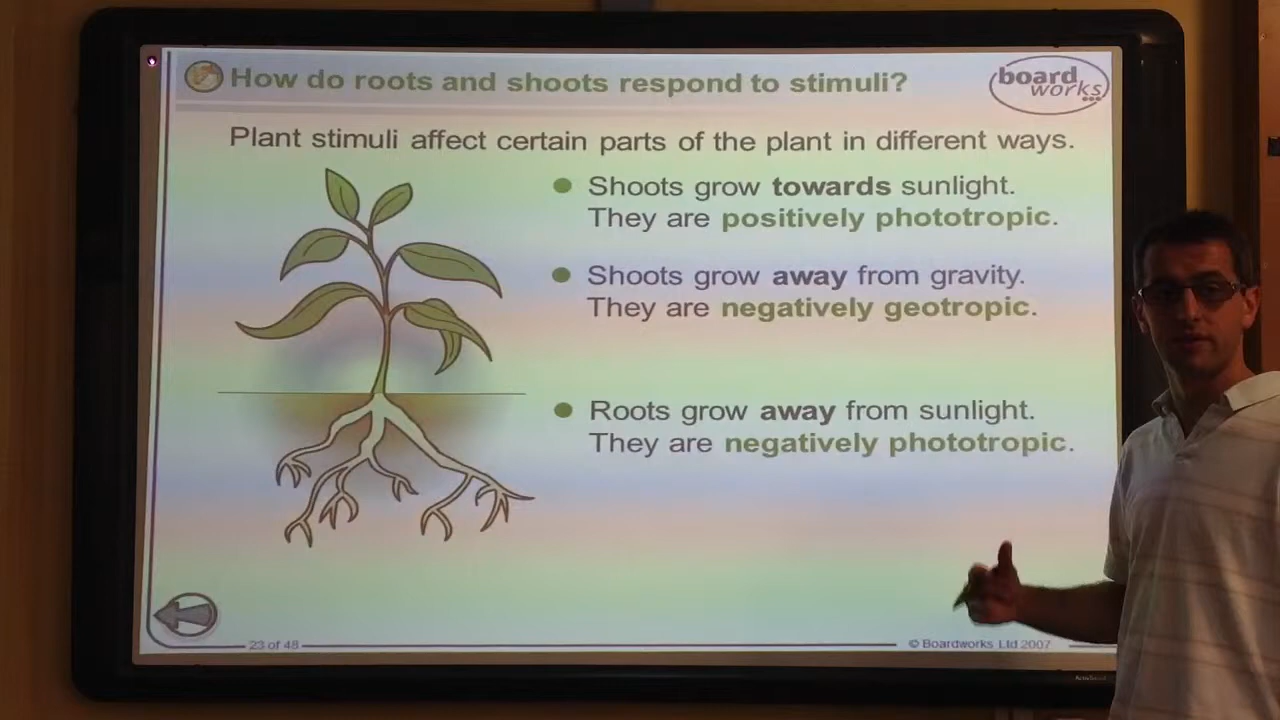 How do roots and shoots respond to stimuli?
board
works
Plant stimuli affect certain parts of the plant in different ways.
Shoots grow towards sunlight.
They are positively phototropic.
Shoots grow away from gravity.
They are negatively geotropic.
Roots grow away from sunlight.
They are negatively phototropic.
23 of 48
© Boardworks Ltd 2007